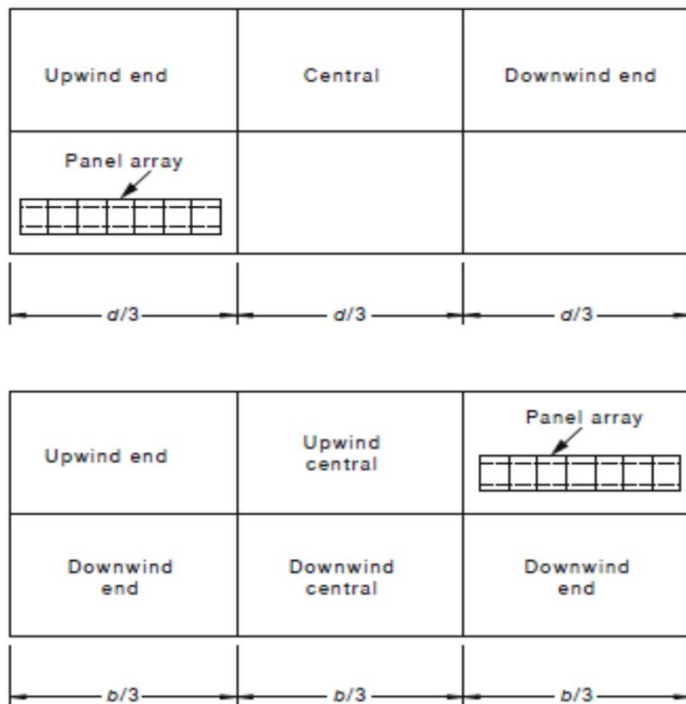 Upwind end Central Downwind end
Panel array
d/3 d/3 d/3
Upwind end Upwind central Panel array
Downwind end Downwind central Downwind end
b/3 b/3 b/3